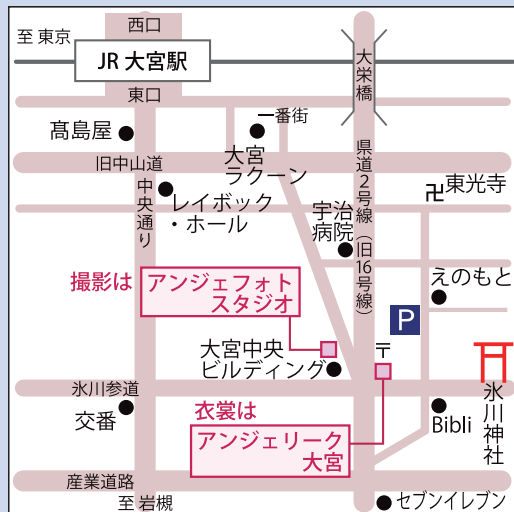 西口
至 東京
JR 大宮駅
東口
大栄橋
髙島屋
一番街
大宮
ラクーン
旧中山道
中央通り
レイボック
・ホール
県道2号線（旧16号線）
卍東光寺
宇治
病院
撮影は
アンジェフォト
スタジオ
えのもと
P
〒
大宮中央
ビルディング
氷川参道
交番
衣裳は
アンジェリーク
大宮
Bibli
氷川神社
産業道路
至 岩槻
セブンイレブン